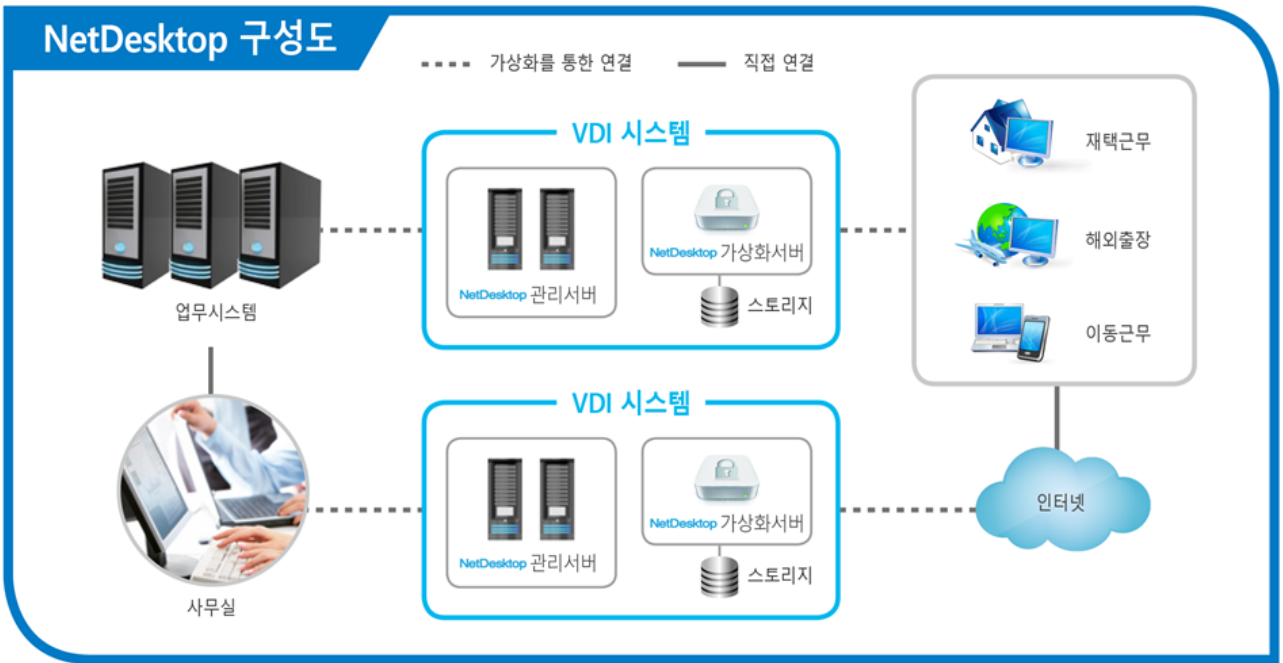 NetDesktop 구성도
가상화를 통한 연결
직접 연결
VDI 시스템
NetDesktop 관리서버
NetDesktop 가상화서버
스토리지
업무시스템
재택근무
해외출장
이동근무
VDI 시스템
NetDesktop 관리서버
NetDesktop 가상화서버
스토리지
사무실
인터넷